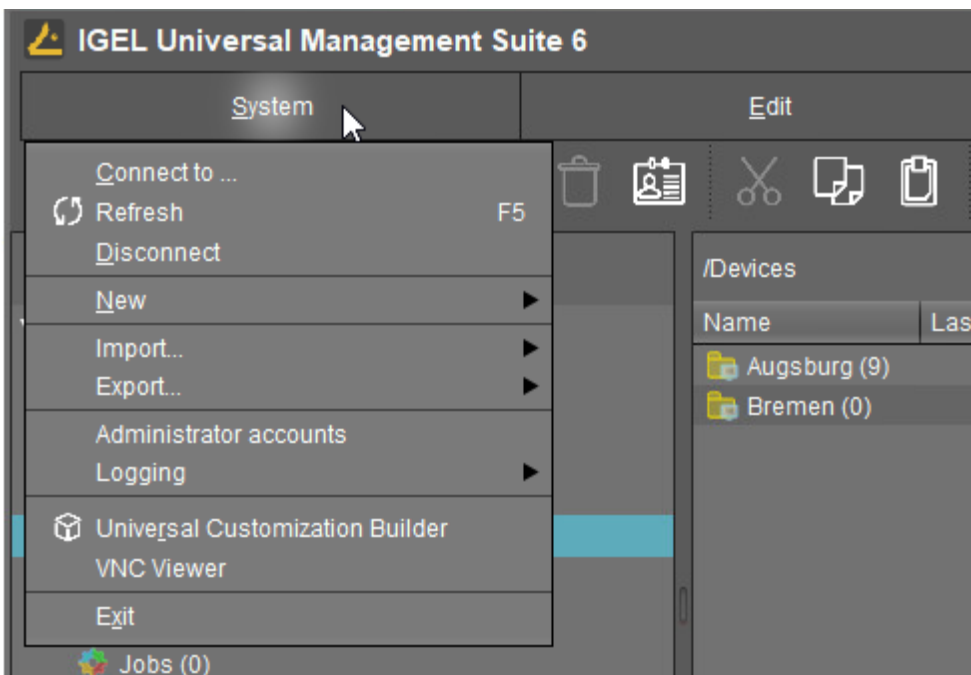 IGEL Universal Management Suite 6
System Edit
Connect to ...
Refresh F5
Disconnect
/Devices
New
Name Las
Import...
Augsburg (9)
Export...
Bremen (0)
Administrator accounts
Logging
Universal Customization Builder
VNC Viewer
Exit
Jobs (0)